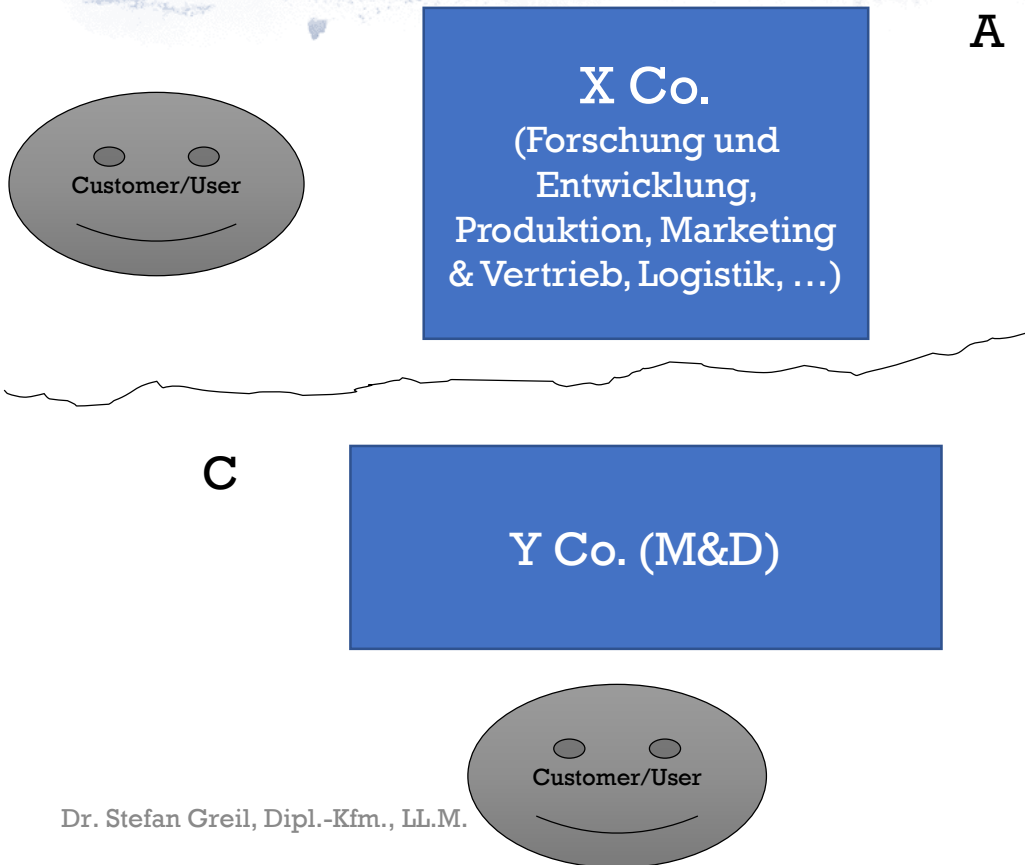 A
X Co.
(Forschung und
Entwicklung,
Produktion, Marketing
& Vertrieb, Logistik, …)
Customer/User
C
Y Co. (M&D)
Customer/User
Dr. Stefan Greil, Dipl.-Kfm., LL.M.